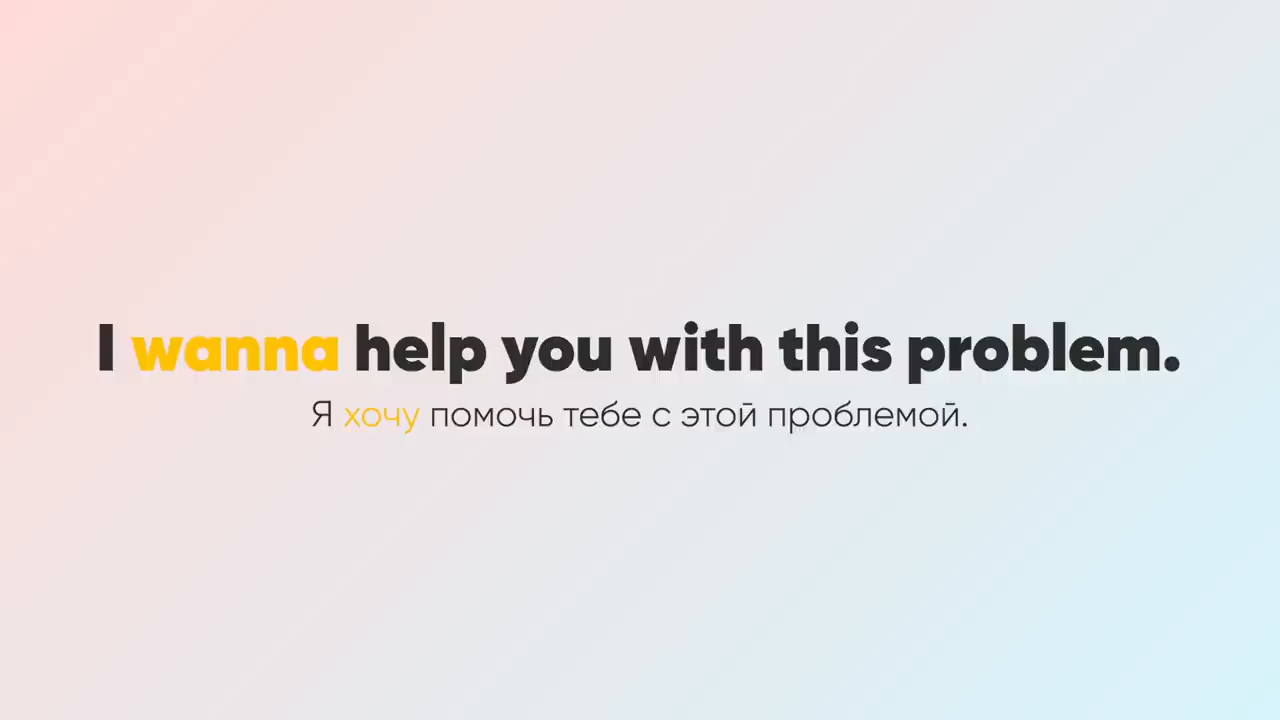 I wanna help you with this problem.
Я хочу помочь тебе с этой проблемой.